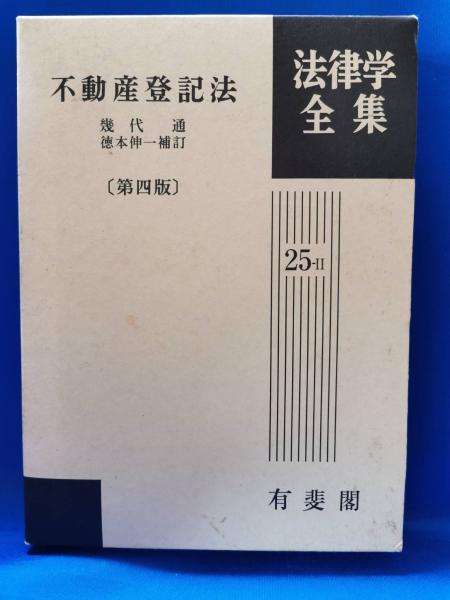 法律学
全集
不動産登記法
幾代 通
徳本伸一補訂
〔第四版〕
25-II
有斐閣